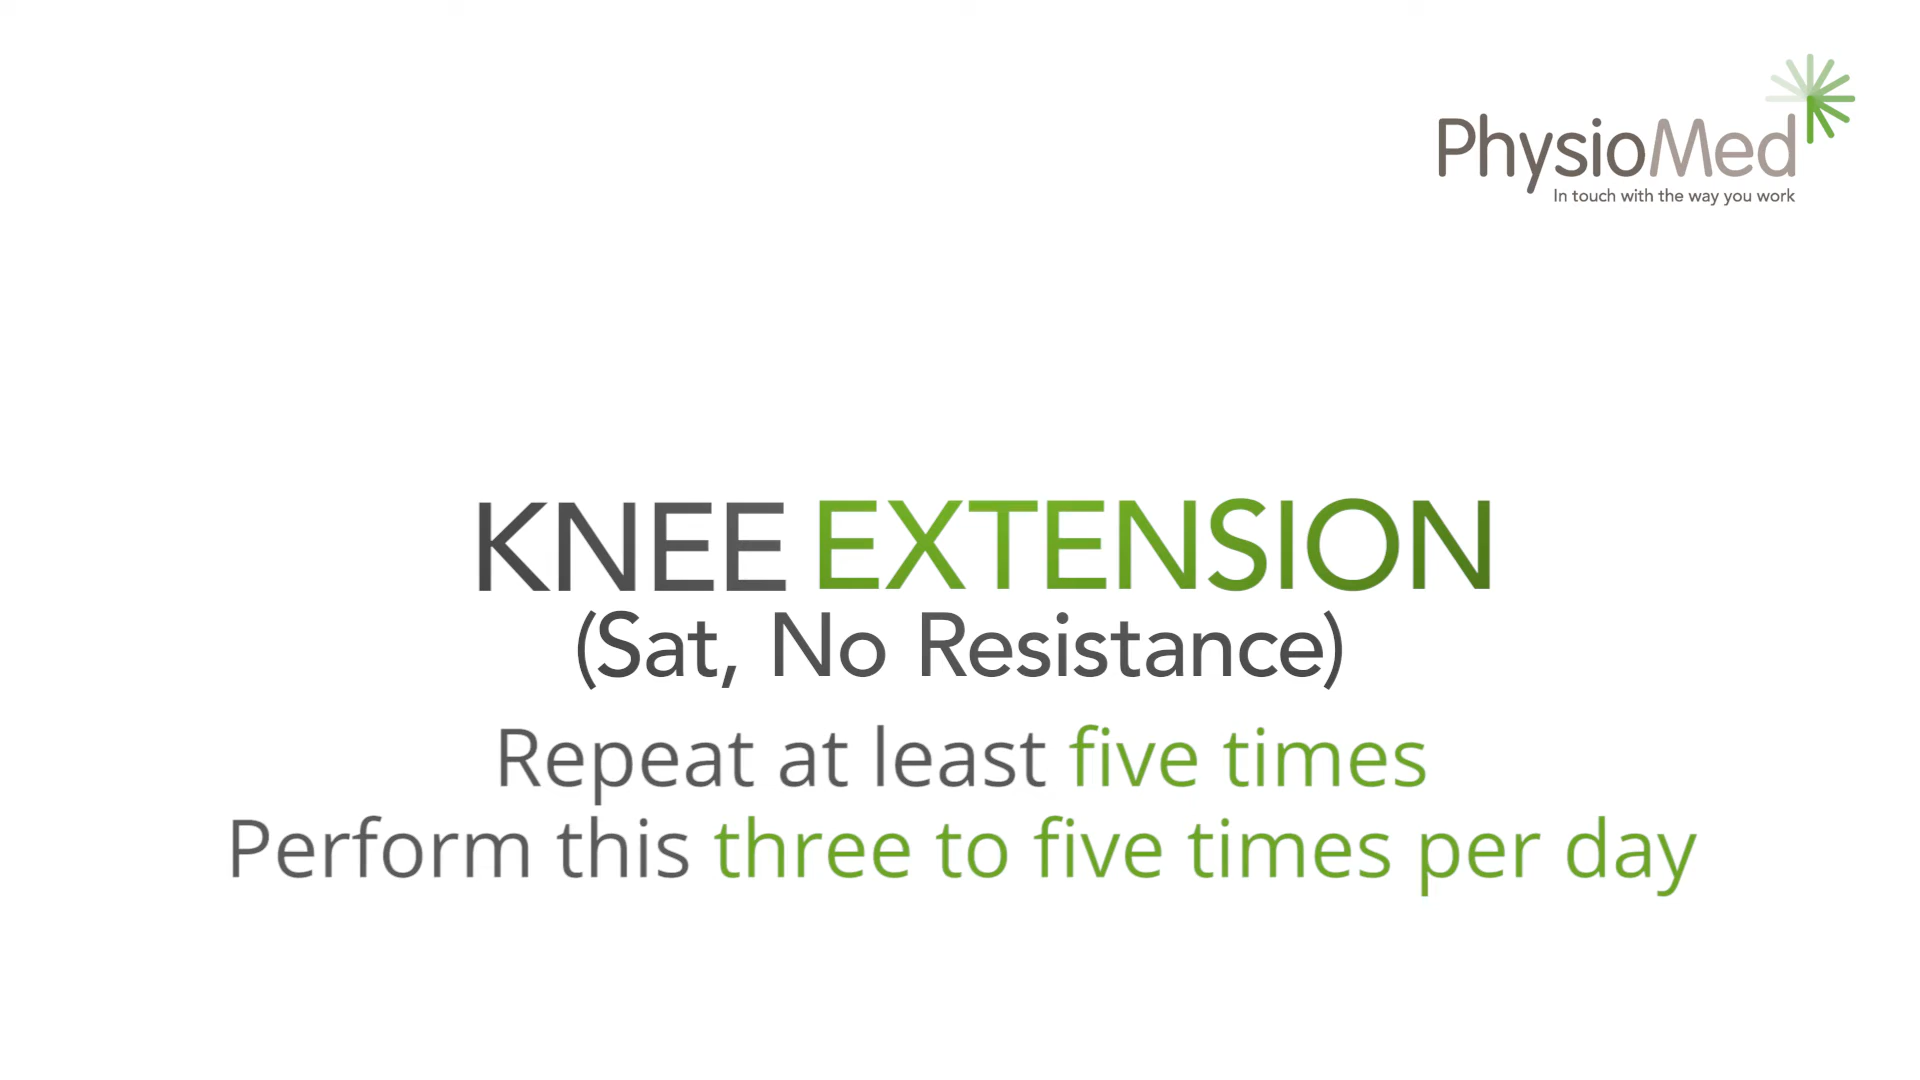 PhysioMed
In touch with the way you work
KNEE EXTENSION
(Sat, No Resistance)
Repeat at least five times
Perform this three to five times per day